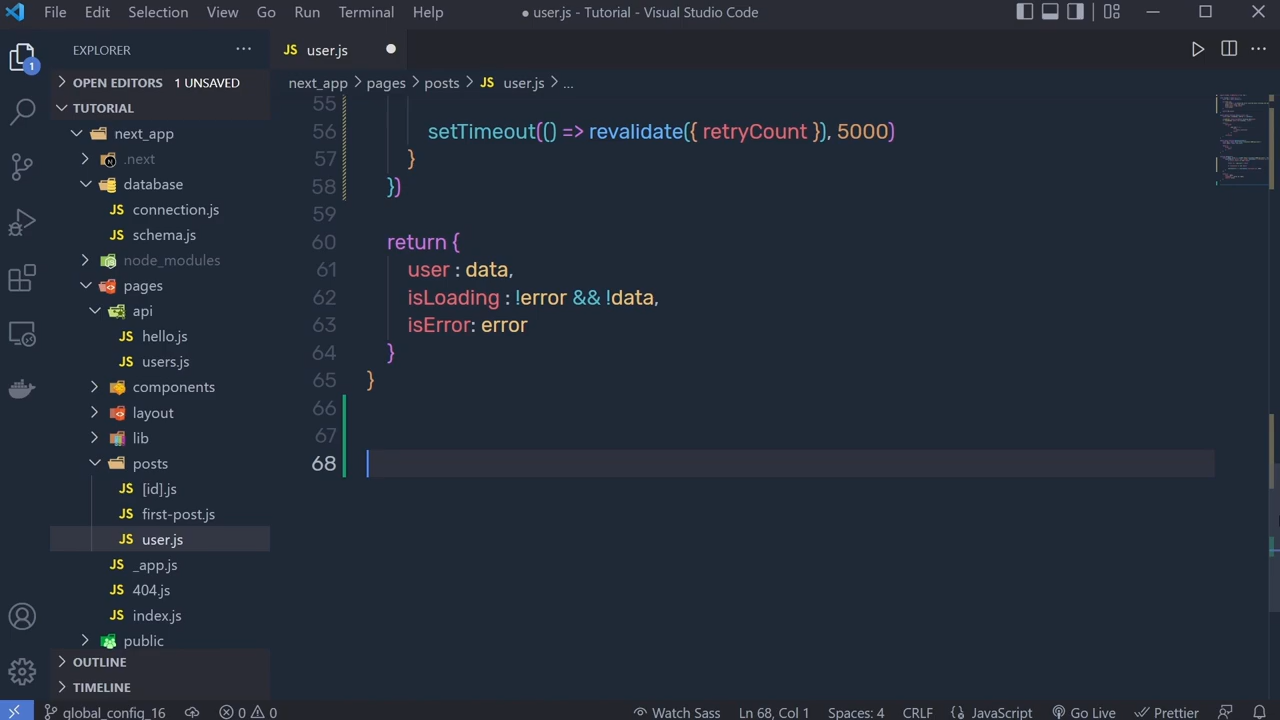 File Edit Selection View Go Run Terminal Help
● user.js - Tutorial - Visual Studio Code
EXPLORER
1
OPEN EDITORS 1 UNSAVED
TUTORIAL
next_app
.next
database
connection.js
schema.js
node_modules
pages
api
hello.js
users.js
components
layout
lib
posts
[id].js
first-post.js
user.js
_app.js
404.js
index.js
public
OUTLINE
TIMELINE
JS user.js
next_app > pages > posts > JS user.js > ...
55
56 setTimeout(() => revalidate({ retryCount }), 5000)
57 }
58 })
59
60 return {
61 user : data,
62 isLoading : !error && !data,
63 isError: error
64 }
65 }
66
67
68
global_config_16 0 0 Watch Sass Ln 68, Col 1 Spaces: 4 CRLF {} JavaScript Go Live Prettier